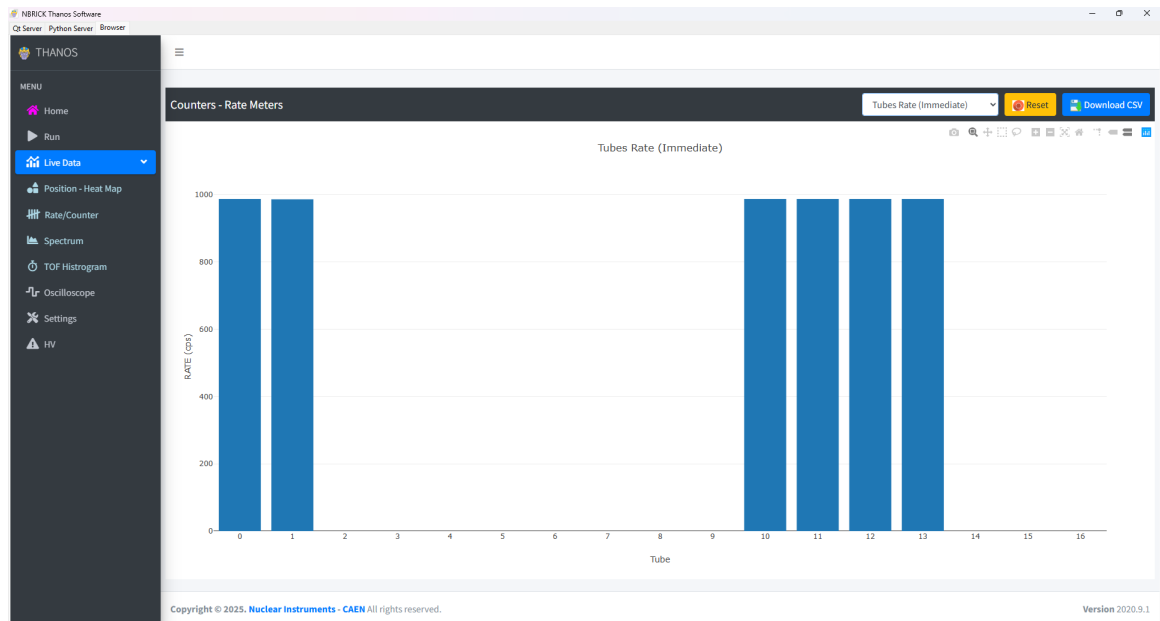 NBRICK Thanos Software
Qt Server Python Server Browser
THANOS
MENU
Home
Run
Live Data
Position - Heat Map
Rate/Counter
Spectrum
TOF Histrogram
Oscilloscope
Settings
HV
Counters - Rate Meters
Tubes Rate (Immediate)
Reset
Download CSV
Tubes Rate (Immediate)
1000
800
600
400
200
0
RATE (cps)
0 1 2 3 4 5 6 7 8 9 10 11 12 13 14 15 16
Tube
Copyright © 2025. Nuclear Instruments - CAEN All rights reserved.
Version 2020.9.1